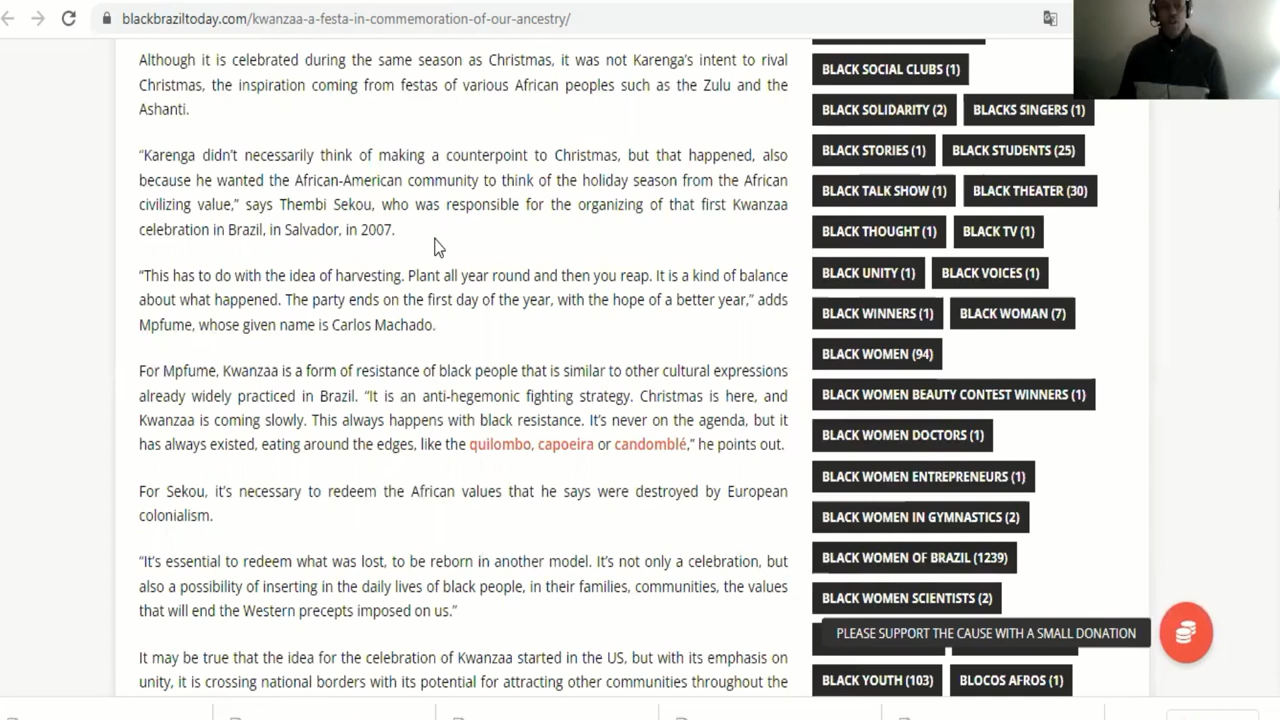 blackbraziltoday.com/kwanzaa-a-festa-in-commemoration-of-our-ancestry/
Although it is celebrated during the same season as Christmas, it was not Karenga's intent to rival
Christmas, the inspiration coming from festas of various African peoples such as the Zulu and the
Ashanti.
“Karenga didn't necessarily think of making a counterpoint to Christmas, but that happened, also
because he wanted the African-American community to think of the holiday season from the African
civilizing value,” says Thembi Sekou, who was responsible for the organizing of that first Kwanzaa
celebration in Brazil, in Salvador, in 2007.
“This has to do with the idea of harvesting. Plant all year round and then you reap. It is a kind of balance
about what happened. The party ends on the first day of the year, with the hope of a better year,” adds
Mpfume, whose given name is Carlos Machado.
For Mpfume, Kwanzaa is a form of resistance of black people that is similar to other cultural expressions
already widely practiced in Brazil. “It is an anti-hegemonic fighting strategy. Christmas is here, and
Kwanzaa is coming slowly. This always happens with black resistance. It's never on the agenda, but it
has always existed, eating around the edges, like the quilombo, capoeira or candomblé,” he points out.
For Sekou, it's necessary to redeem the African values that he says were destroyed by European
colonialism.
“It's essential to redeem what was lost, to be reborn in another model. It's not only a celebration, but
also a possibility of inserting in the daily lives of black people, in their families, communities, the values
that will end the Western precepts imposed on us.”
It may be true that the idea for the celebration of Kwanzaa started in the US, but with its emphasis on
unity, it is crossing national borders with its potential for attracting other communities throughout the
BLACK SOCIAL CLUBS (1)
BLACK SOLIDARITY (2) BLACKS SINGERS (1)
BLACK STORIES (1) BLACK STUDENTS (25)
BLACK TALK SHOW (1) BLACK THEATER (30)
BLACK THOUGHT (1) BLACK TV (1)
BLACK UNITY (1) BLACK VOICES (1)
BLACK WINNERS (1) BLACK WOMAN (7)
BLACK WOMEN (94)
BLACK WOMEN BEAUTY CONTEST WINNERS (1)
BLACK WOMEN DOCTORS (1)
BLACK WOMEN ENTREPRENEURS (1)
BLACK WOMEN IN GYMNASTICS (2)
BLACK WOMEN OF BRAZIL (1239)
BLACK WOMEN SCIENTISTS (2)
PLEASE SUPPORT THE CAUSE WITH A SMALL DONATION
BLACK YOUTH (103) BLOCOS AFROS (1)